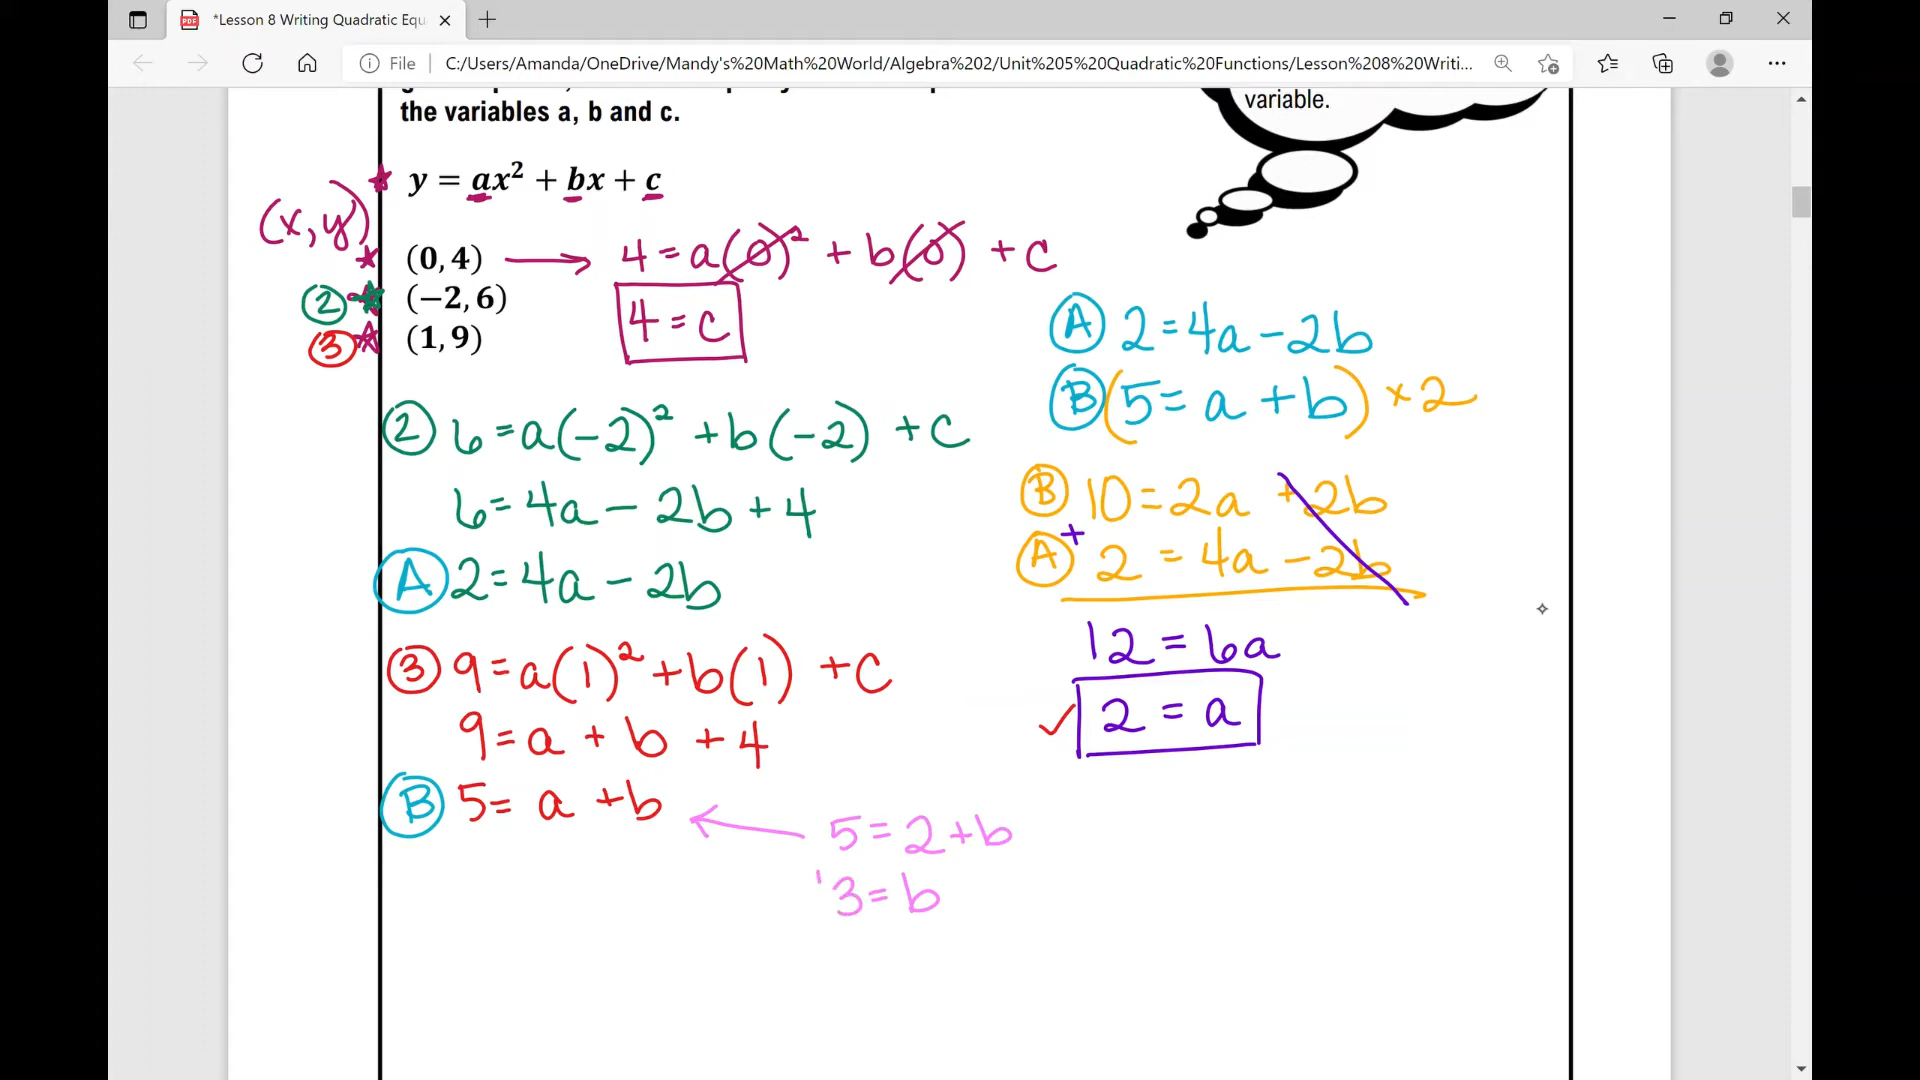 *Lesson 8 Writing Quadratic Equ
File
C:/Users/Amanda/OneDrive/Mandy's%20Math%20World/Algebra%202/Unit%205%20Quadratic%20Functions/Lesson%208%20Writi...
variable.
the variables a, b and c.
y = ax² + bx + c
(x,y)
(0, 4) → 4 = a(0)² + b(0) + c
② (−2, 6)
4 = c
③ (1, 9)
Ⓐ 2 = 4a − 2b
Ⓑ (5 = a + b) × 2
② 6 = a(−2)² + b(−2) + c
6 = 4a − 2b + 4
Ⓐ 2 = 4a − 2b
Ⓑ 10 = 2a + 2b
+
Ⓐ 2 = 4a − 2b
12 = 6a
✓ 2 = a
③ 9 = a(1)² + b(1) + c
9 = a + b + 4
Ⓑ 5 = a + b
← 5 = 2 + b
3 = b